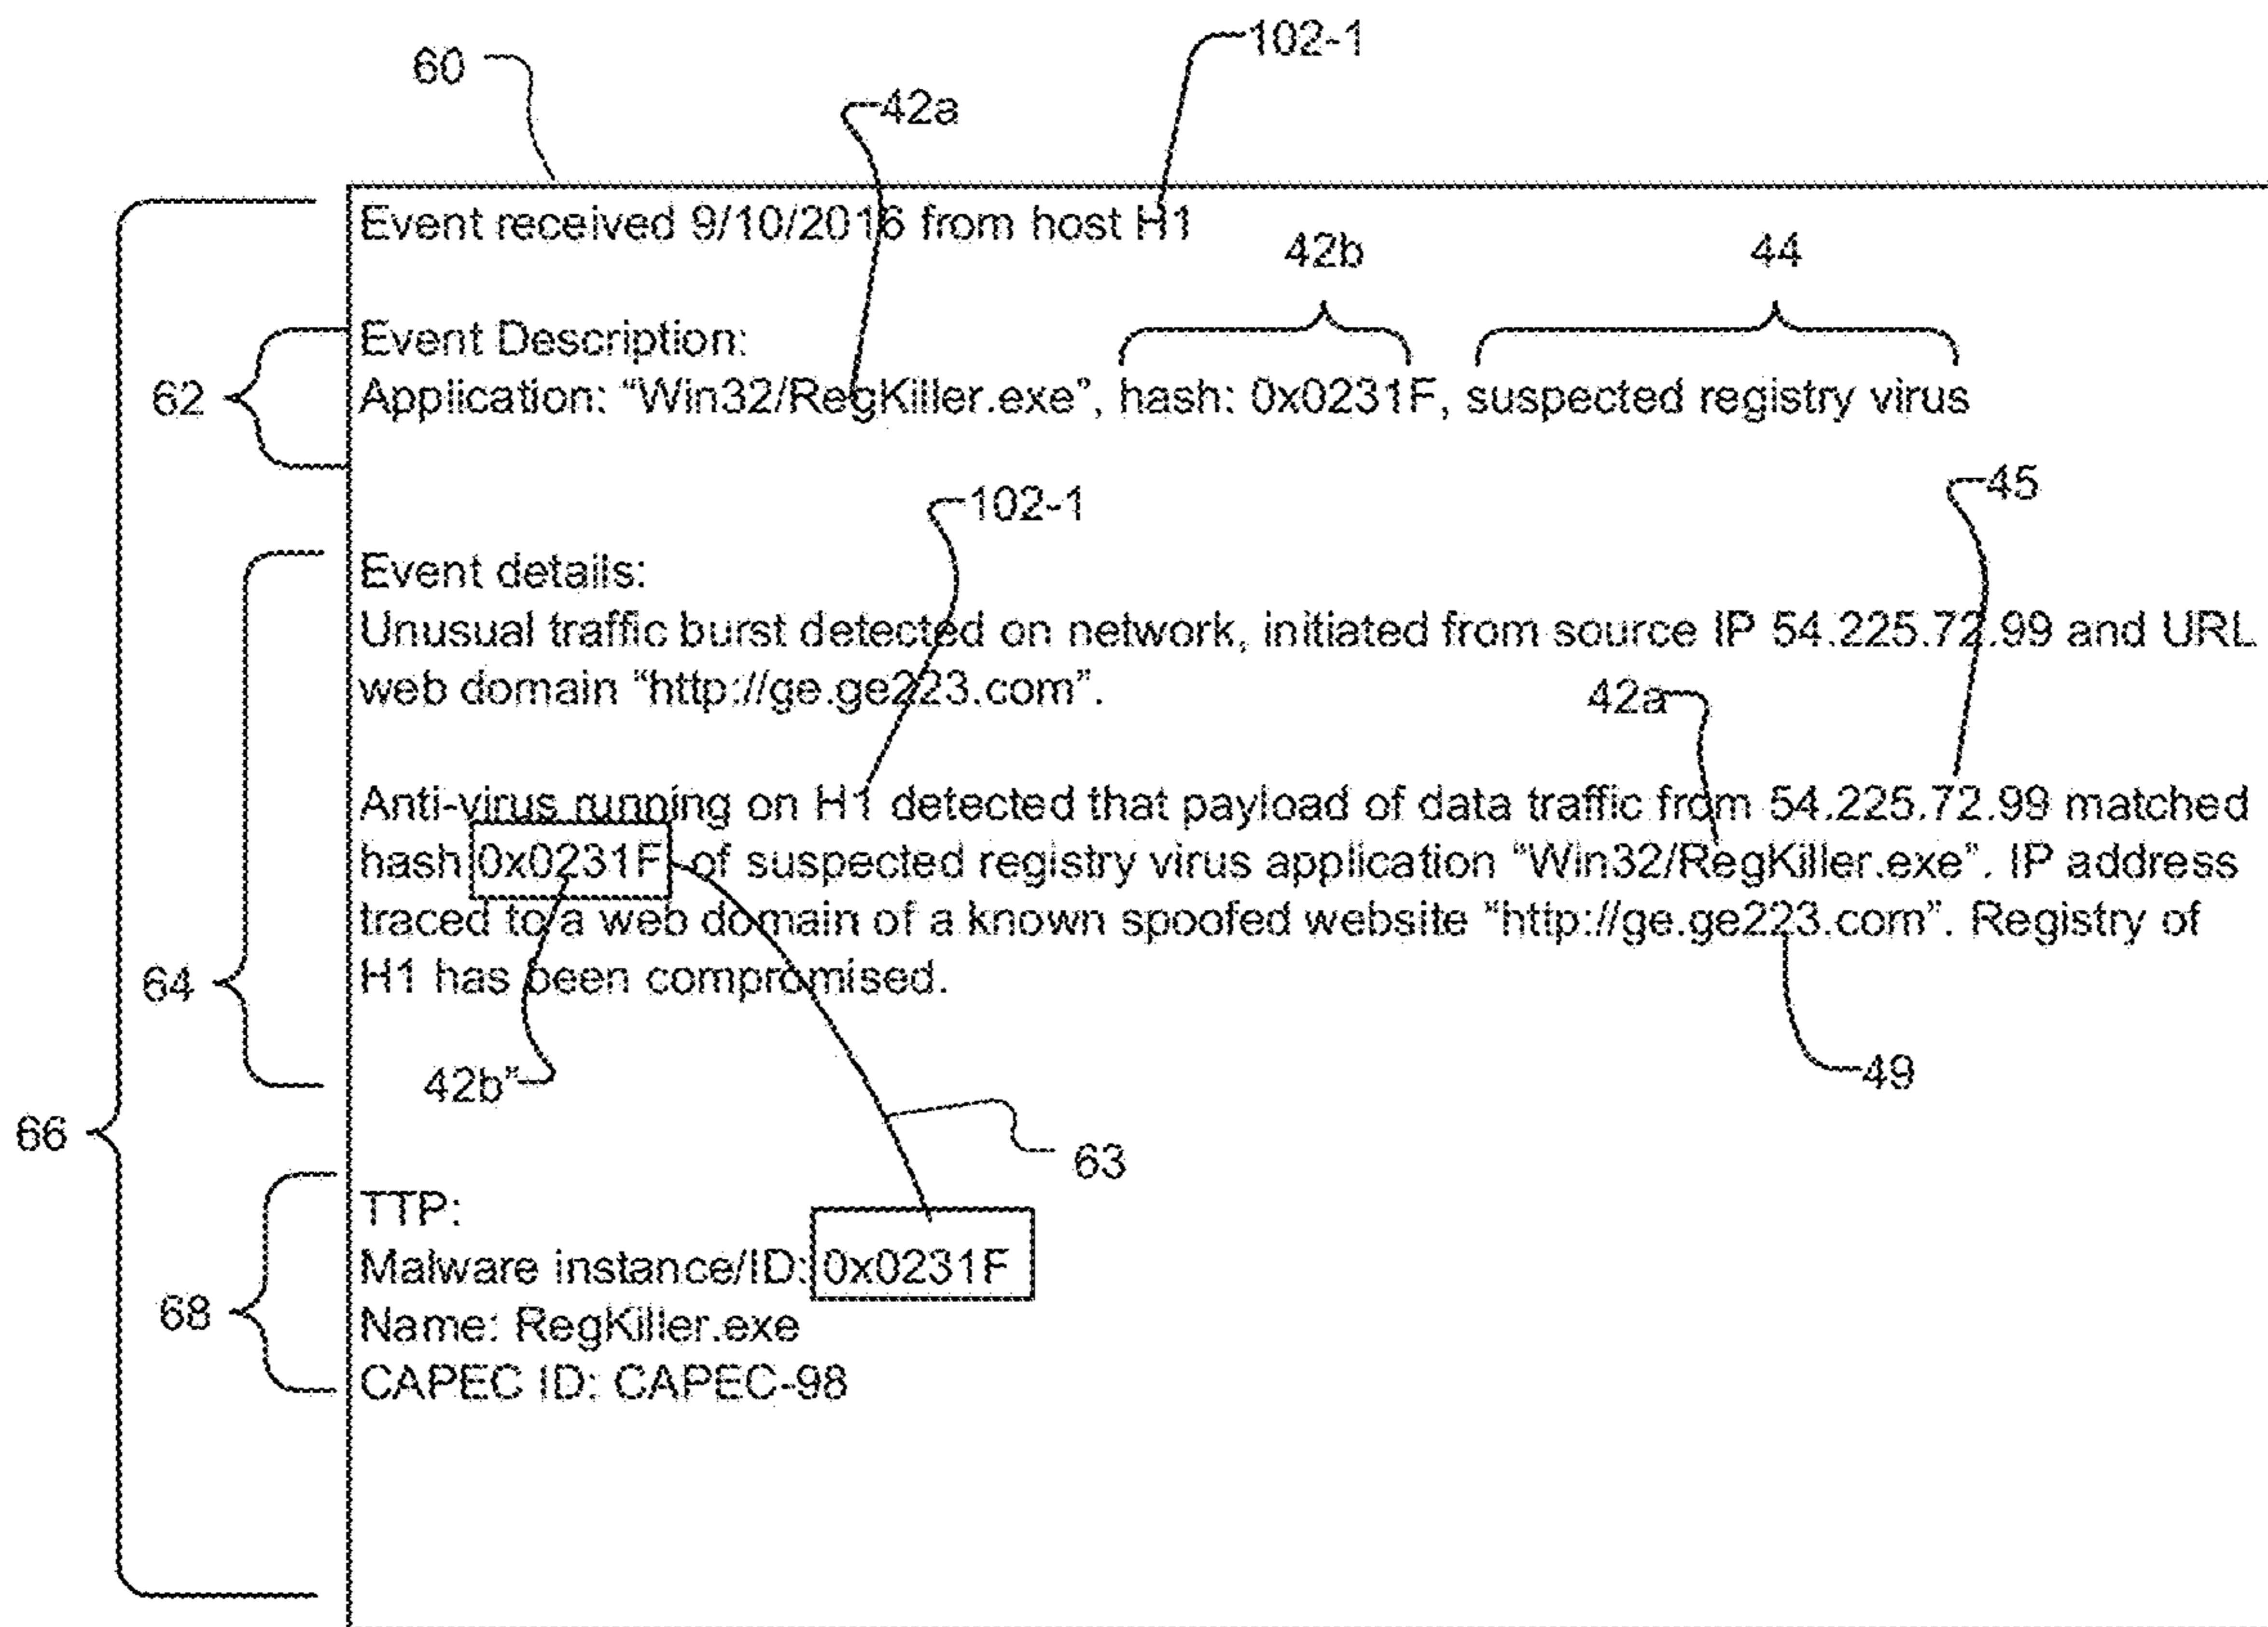 102-1
60
42a
Event received 9/10/2016 from host H1
42b
44
Event Description:
62
Application: “Win32/RegKiller.exe”, hash: 0x0231F, suspected registry virus
45
102-1
Event details:
Unusual traffic burst detected on network, initiated from source IP 54.225.72.99 and URL
web domain “http://ge.ge223.com”.
42a
Anti-virus running on H1 detected that payload of data traffic from 54.225.72.99 matched
hash 0x0231F of suspected registry virus application “Win32/RegKiller.exe”. IP address
traced to a web domain of a known spoofed website “http://ge.ge223.com”. Registry of
64
H1 has been compromised.
42b”
49
66
63
TTP:
Malware instance/ID: 0x0231F
68
Name: RegKiller.exe
CAPEC ID: CAPEC-98